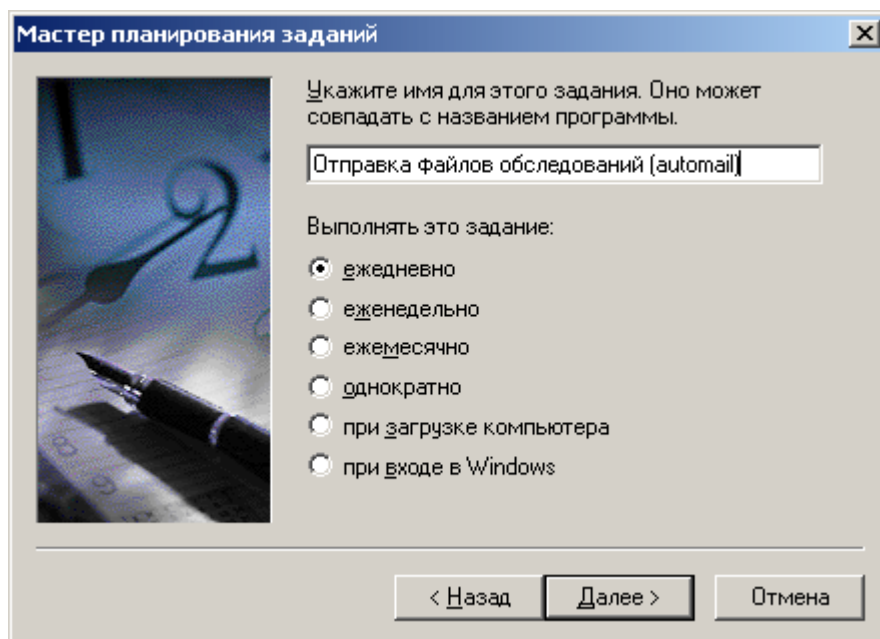 Мастер планирования заданий
Укажите имя для этого задания. Оно может
совпадать с названием программы.
Отправка файлов обследований (automail)
Выполнять это задание:
ежедневно
еженедельно
ежемесячно
однократно
при загрузке компьютера
при входе в Windows
< Назад
Далее >
Отмена